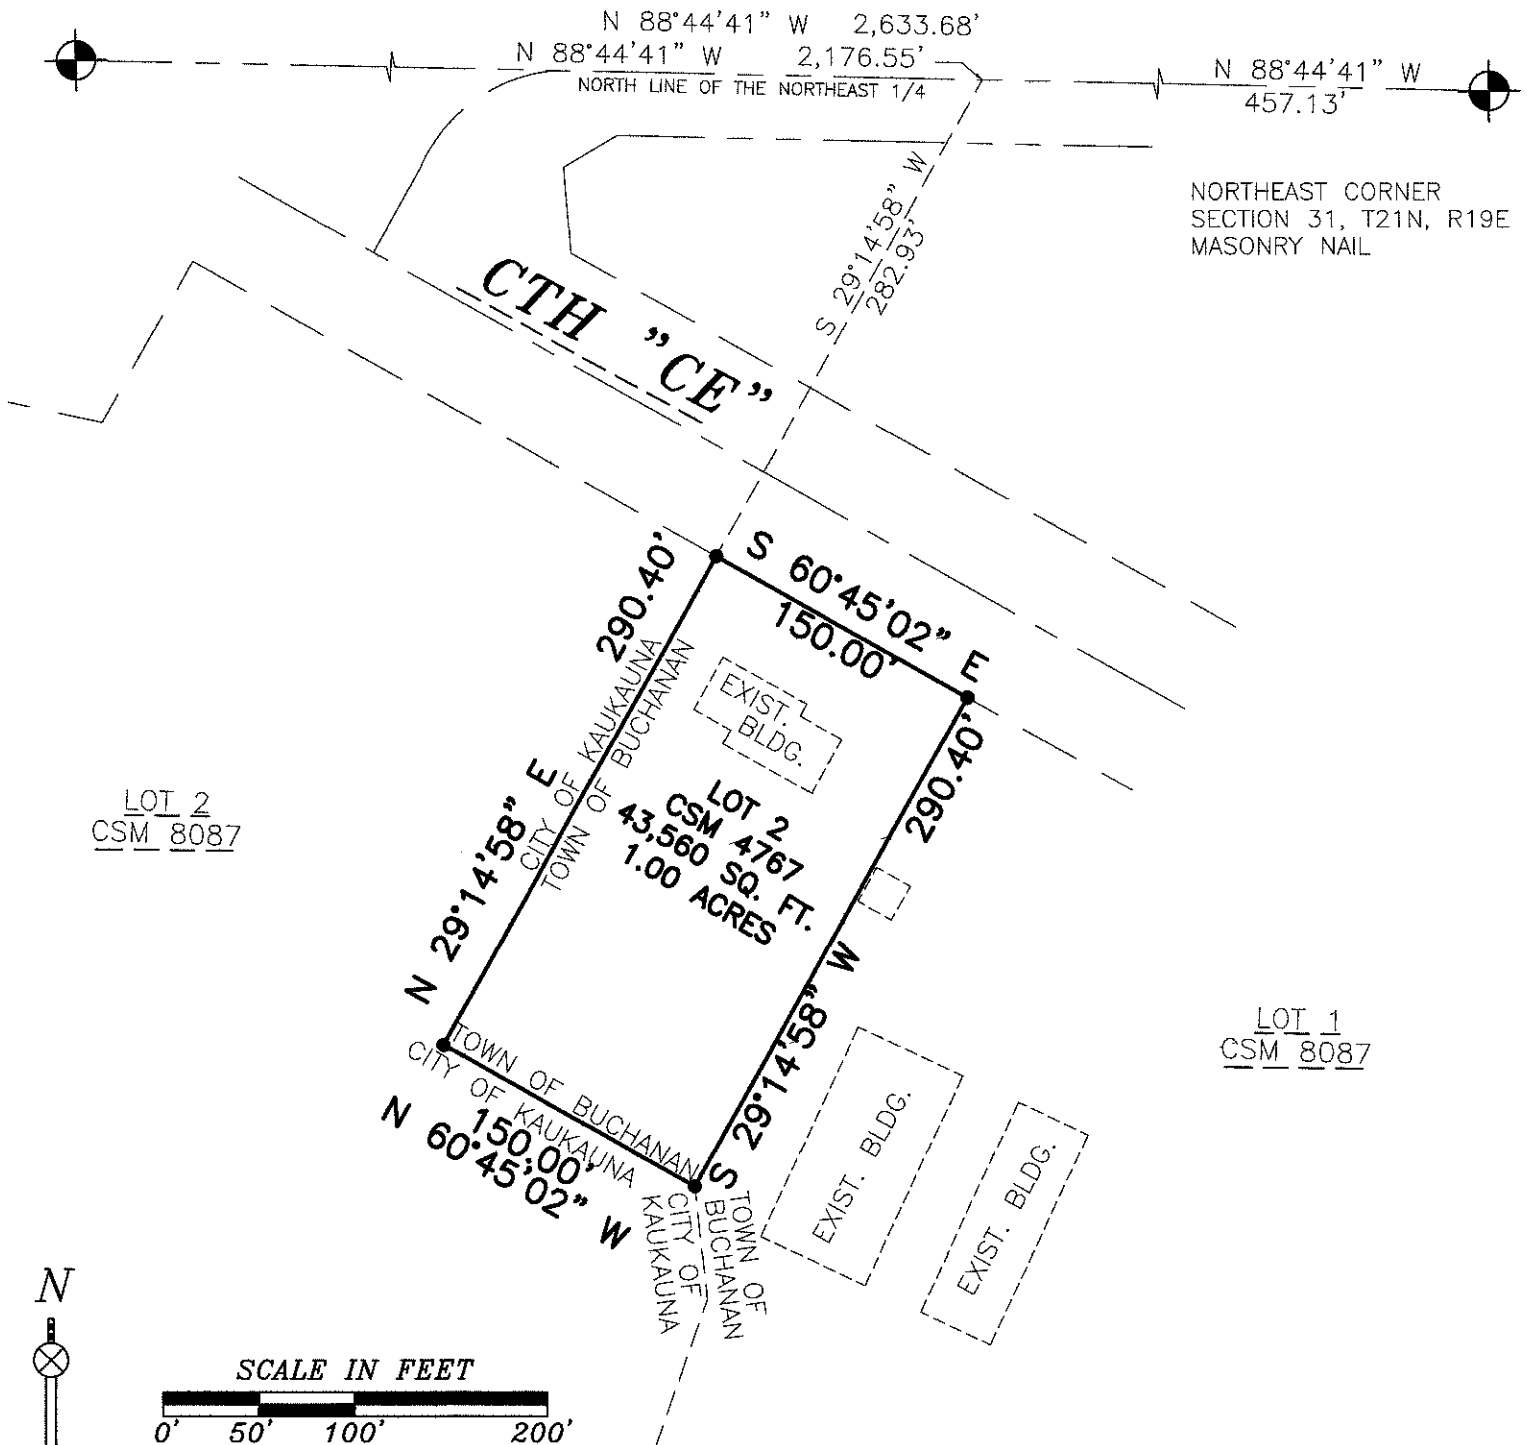 N 88°44'41" W 2,633.68'
N 88°44'41" W 2,176.55'
NORTH LINE OF THE NORTHEAST 1/4
N 88°44'41" W
457.13'
NORTHEAST CORNER
SECTION 31, T21N, R19E
MASONRY NAIL
S 29°14'58" W
282.93'
CTH "CE"
S 60°45'02" E
150.00'
290.40'
N 29°14'58" E
CITY OF KAUKAUNA
TOWN OF BUCHANAN
EXIST.
BLDG.
LOT 2
CSM 4767
43,560 SQ. FT.
1.00 ACRES
290.40'
S 29°14'58" W
LOT 2
CSM 8087
LOT 1
CSM 8087
TOWN OF BUCHANAN
CITY OF KAUKAUNA
150.00'
N 60°45'02" W
TOWN OF
BUCHANAN
CITY OF
KAUKAUNA
EXIST. BLDG.
EXIST. BLDG.
N
SCALE IN FEET
0' 50' 100' 200'